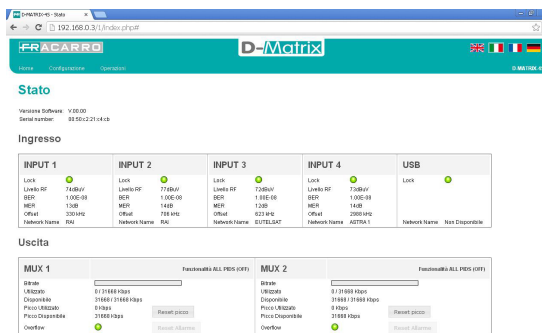 D-MATRIX-4S - Stato
192.168.0.3/1/index.php#
FRACARRO
D-Matrix
Home Configurazione Operazioni
D-MATRIX-4S
Stato
Versione Software: V.00.00
Serial number: 88:50:c2:21:c4:cb
Ingresso
INPUT 1 INPUT 2 INPUT 3 INPUT 4 USB
Lock Lock Lock Lock Lock
Livello RF 74dBuV Livello RF 77dBuV Livello RF 72dBuV Livello RF 73dBuV
BER 1.00E-08 BER 1.00E-08 BER 1.00E-08 BER 1.00E-08
MER 13dB MER 14dB MER 12dB MER 14dB
Offset 330 kHz Offset 706 kHz Offset 623 kHz Offset 2988 kHz
Network Name RAI Network Name RAI Network Name EUTELSAT Network Name ASTRA 1 Network Name Non Disponibile
Uscita
MUX 1 Funzionalità ALL PIDS (OFF) MUX 2 Funzionalità ALL PIDS (OFF)
Bitrate Bitrate
Utilizzato 0 / 31668 Kbps Utilizzato 0 / 31668 Kbps
Disponibile 31668 / 31668 Kbps Disponibile 31668 / 31668 Kbps
Picco Utilizzato 0 Kbps Reset picco Picco Utilizzato 0 Kbps Reset picco
Picco Disponibile 31668 Kbps Picco Disponibile 31668 Kbps
Overflow Reset Allarme Overflow Reset Allarme